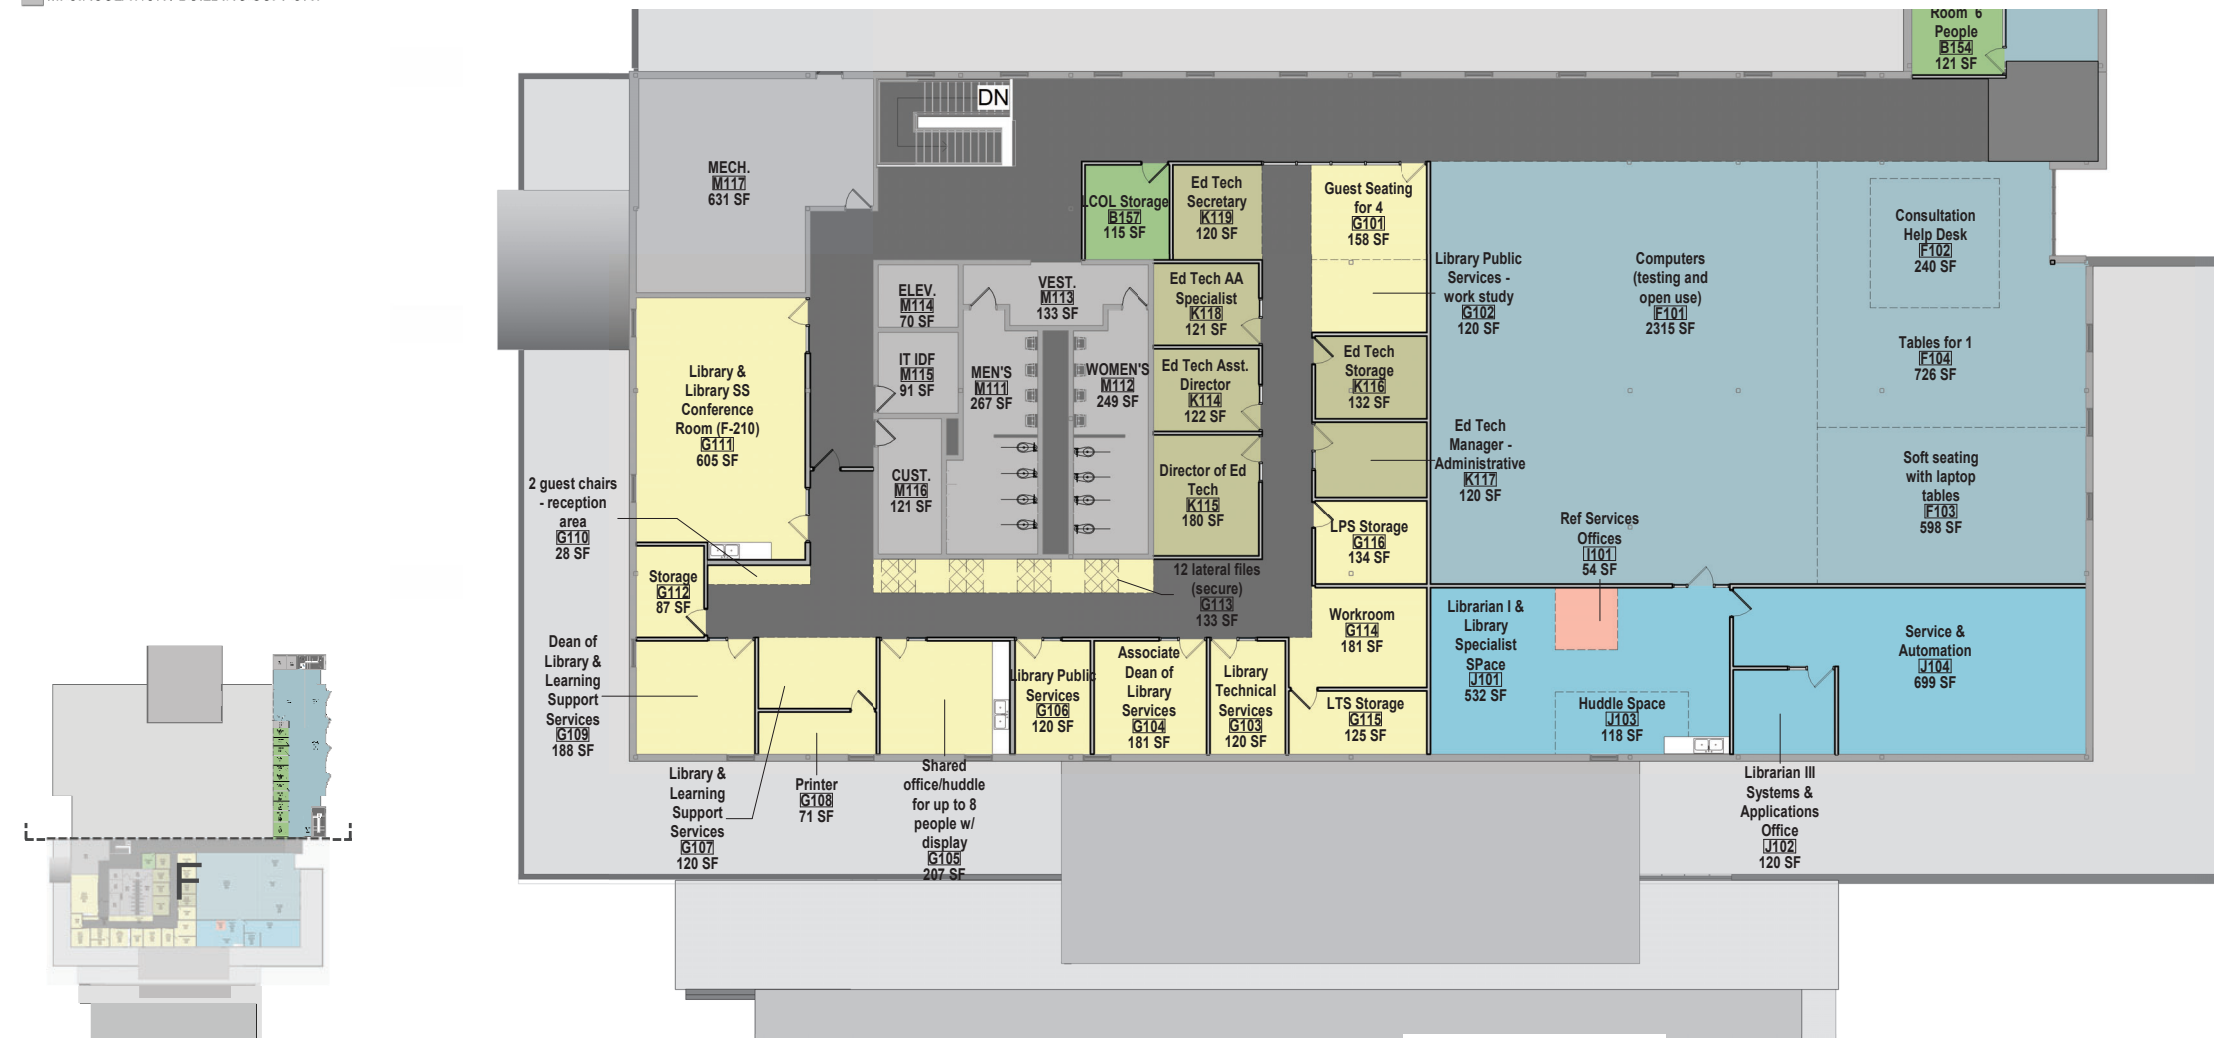 Room 6
People
B154
121 SF
DN
MECH.
M117
631 SF
LCOL Storage
B157
115 SF
Ed Tech
Secretary
K119
120 SF
Guest Seating
for 4
G101
158 SF
Library Public
Services -
work study
G102
120 SF
Computers
(testing and
open use)
F101
2315 SF
Consultation
Help Desk
F102
240 SF
ELEV.
M114
70 SF
VEST.
M113
133 SF
Ed Tech AA
Specialist
K118
121 SF
Tables for 1
F104
726 SF
IT IDF
M115
91 SF
MEN'S
M111
267 SF
WOMEN'S
M112
249 SF
Ed Tech Asst.
Director
K114
122 SF
Ed Tech
Storage
K116
132 SF
Library &
Library SS
Conference
Room (F-210)
G111
605 SF
Ed Tech
Manager -
Administrative
K117
120 SF
Soft seating
with laptop
tables
F103
598 SF
CUST.
M116
121 SF
Director of Ed
Tech
K115
180 SF
2 guest chairs
- reception
area
G110
28 SF
LPS Storage
G116
134 SF
Ref Services
Offices
I101
54 SF
Storage
G112
87 SF
12 lateral files
(secure)
G113
133 SF
Workroom
G114
181 SF
Librarian I &
Library
Specialist
SPace
J101
532 SF
Service &
Automation
J104
699 SF
Dean of
Library &
Learning
Support
Services
G109
188 SF
Library Public
Services
G106
120 SF
Associate
Dean of
Library
Services
G104
181 SF
Library
Technical
Services
G103
120 SF
LTS Storage
G115
125 SF
Huddle Space
J103
118 SF
Library &
Learning
Support
Services
G107
120 SF
Printer
G108
71 SF
Shared
office/huddle
for up to 8
people w/
display
G105
207 SF
Librarian III
Systems &
Applications
Office
J102
120 SF
F